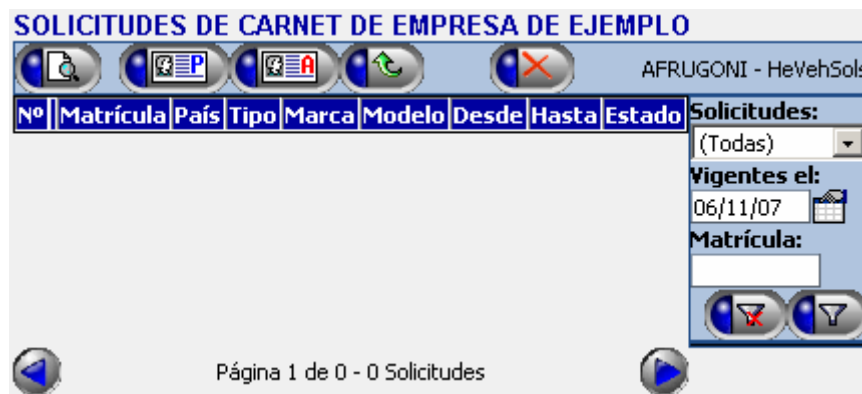 SOLICITUDES DE CARNET DE EMPRESA DE EJEMPLO
P A AFRUGONI - HeVehSols
Nº Matrícula País Tipo Marca Modelo Desde Hasta Estado
Solicitudes:
(Todas)
Vigentes el:
06/11/07
Matrícula:
Página 1 de 0 - 0 Solicitudes